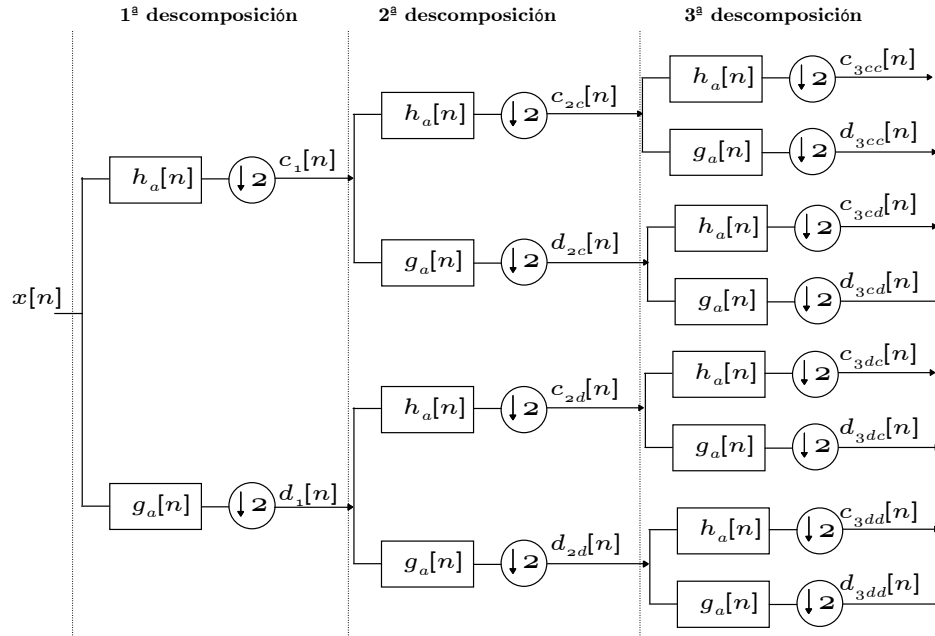 1ª descomposición
2ª descomposición
3ª descomposición
x[n]
h_a[n]
↓2
c_1[n]
g_a[n]
↓2
d_1[n]
h_a[n]
↓2
c_2c[n]
g_a[n]
↓2
d_2c[n]
h_a[n]
↓2
c_2d[n]
g_a[n]
↓2
d_2d[n]
h_a[n]
↓2
c_3cc[n]
g_a[n]
↓2
d_3cc[n]
h_a[n]
↓2
c_3cd[n]
g_a[n]
↓2
d_3cd[n]
h_a[n]
↓2
c_3dc[n]
g_a[n]
↓2
d_3dc[n]
h_a[n]
↓2
c_3dd[n]
g_a[n]
↓2
d_3dd[n]